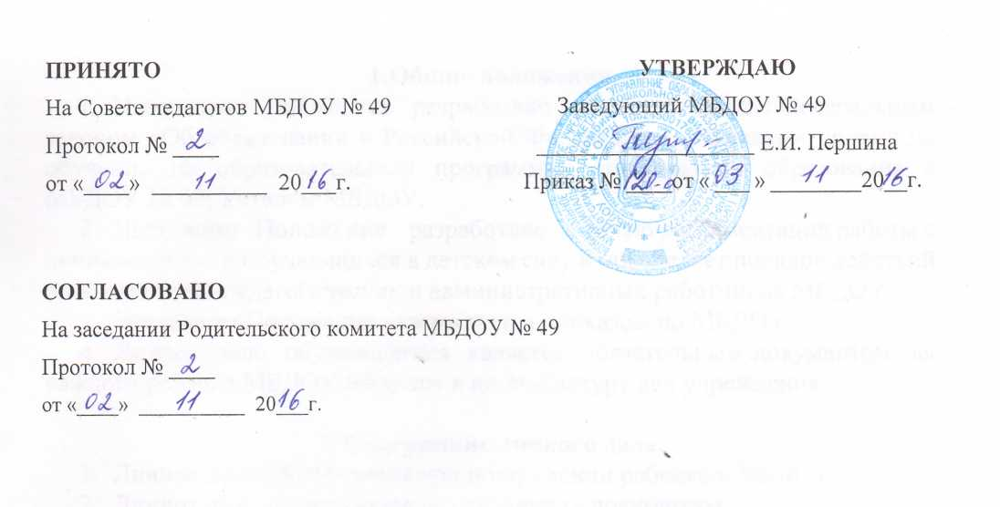 ПРИНЯТО
На Совете педагогов МБДОУ № 49
Протокол № 2
от « 02 » 11 2016 г.
УТВЕРЖДАЮ
Заведующий МБДОУ № 49
Е.И. Першина
Приказ № 120-о от « 03 » 11 2016 г.
СОГЛАСОВАНО
На заседании Родительского комитета МБДОУ № 49
Протокол № 2
от « 02 » 11 2016 г.